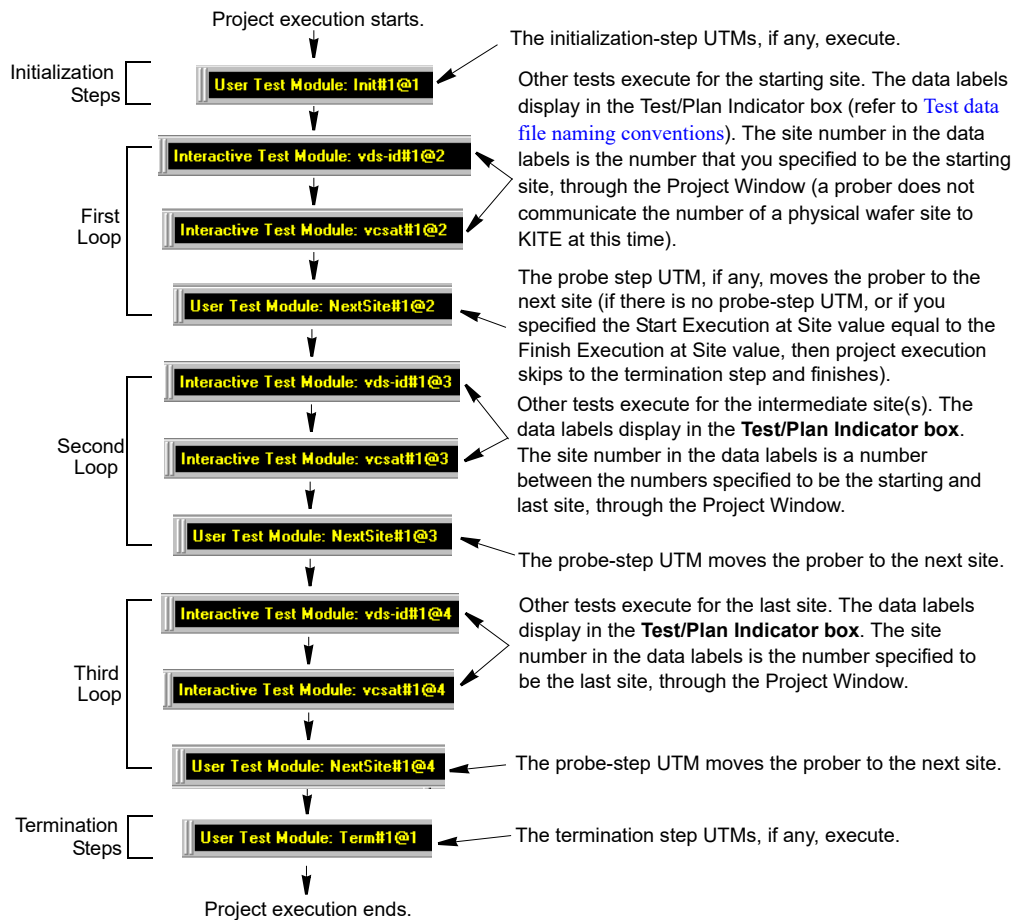 Project execution starts.
The initialization-step UTMs, if any, execute.
Initialization
Steps
User Test Module: Init#1@1
Other tests execute for the starting site. The data labels
display in the Test/Plan Indicator box (refer to Test data
file naming conventions). The site number in the data
labels is the number that you specified to be the starting
site, through the Project Window (a prober does not
communicate the number of a physical wafer site to
KITE at this time).
First
Loop
Interactive Test Module: vds-id#1@2
Interactive Test Module: vcsat#1@2
User Test Module: NextSite#1@2
The probe step UTM, if any, moves the prober to the
next site (if there is no probe-step UTM, or if you
specified the Start Execution at Site value equal to the
Finish Execution at Site value, then project execution
skips to the termination step and finishes).
Second
Loop
Interactive Test Module: vds-id#1@3
Interactive Test Module: vcsat#1@3
User Test Module: NextSite#1@3
Other tests execute for the intermediate site(s). The
data labels display in the Test/Plan Indicator box.
The site number in the data labels is a number
between the numbers specified to be the starting and
last site, through the Project Window.
The probe-step UTM moves the prober to the next site.
Third
Loop
Interactive Test Module: vds-id#1@4
Interactive Test Module: vcsat#1@4
User Test Module: NextSite#1@4
Other tests execute for the last site. The data labels
display in the Test/Plan Indicator box. The site
number in the data labels is the number specified to
be the last site, through the Project Window.
The probe-step UTM moves the prober to the next site.
Termination
Steps
User Test Module: Term#1@1
The termination step UTMs, if any, execute.
Project execution ends.